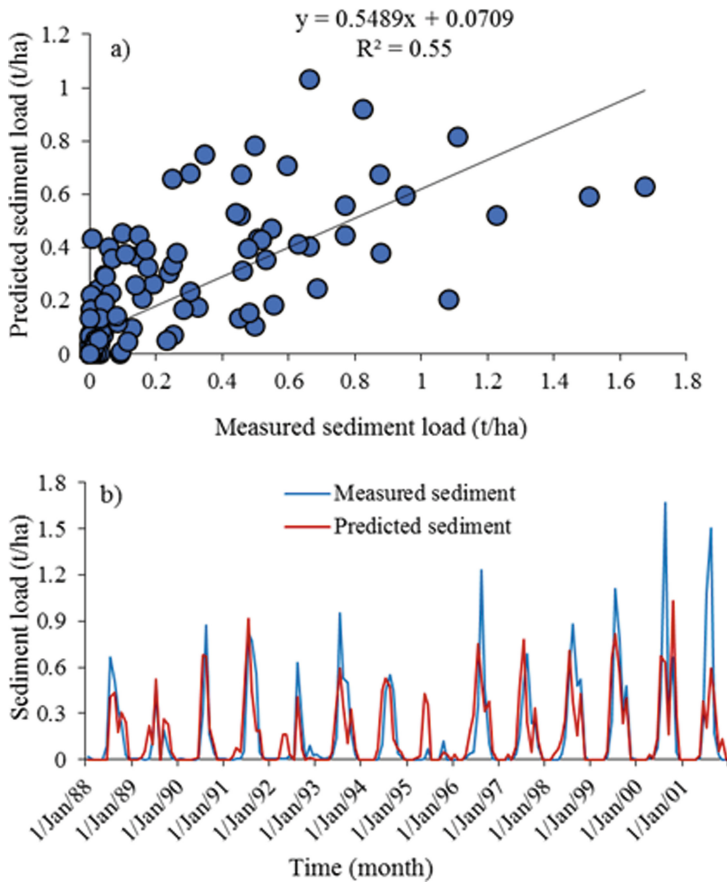 y = 0.5489x + 0.0709
R² = 0.55
a)
Predicted sediment load (t/ha)
1.2
1
0.8
0.6
0.4
0.2
0
0 0.2 0.4 0.6 0.8 1 1.2 1.4 1.6 1.8
Measured sediment load (t/ha)
b)
Measured sediment
Predicted sediment
Sediment load (t/ha)
1.8
1.5
1.2
0.9
0.6
0.3
0
1/Jan/88 1/Jan/89 1/Jan/90 1/Jan/91 1/Jan/92 1/Jan/93 1/Jan/94 1/Jan/95 1/Jan/96 1/Jan/97 1/Jan/98 1/Jan/99 1/Jan/00 1/Jan/01
Time (month)